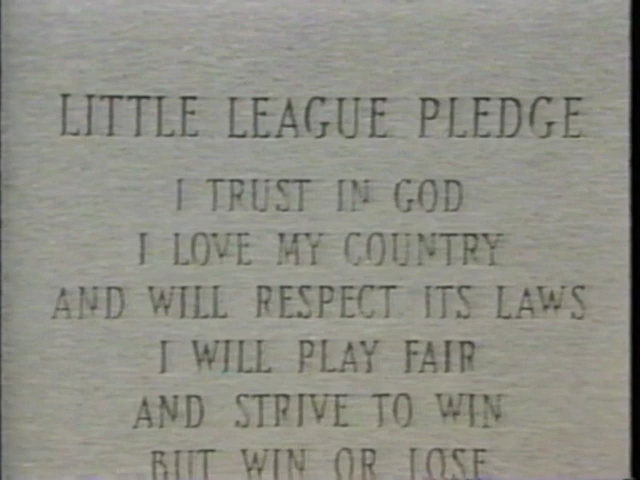 LITTLE LEAGUE PLEDGE
I TRUST IN GOD
I LOVE MY COUNTRY
AND WILL RESPECT ITS LAWS
I WILL PLAY FAIR
AND STRIVE TO WIN
BUT WIN OR LOSE